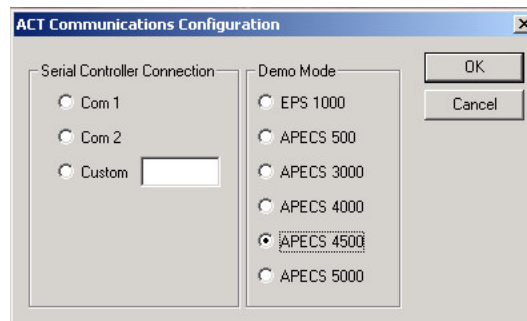 ACT Communications Configuration
Serial Controller Connection
Com 1
Com 2
Custom
Demo Mode
EPS 1000
APECS 500
APECS 3000
APECS 4000
APECS 4500
APECS 5000
OK
Cancel